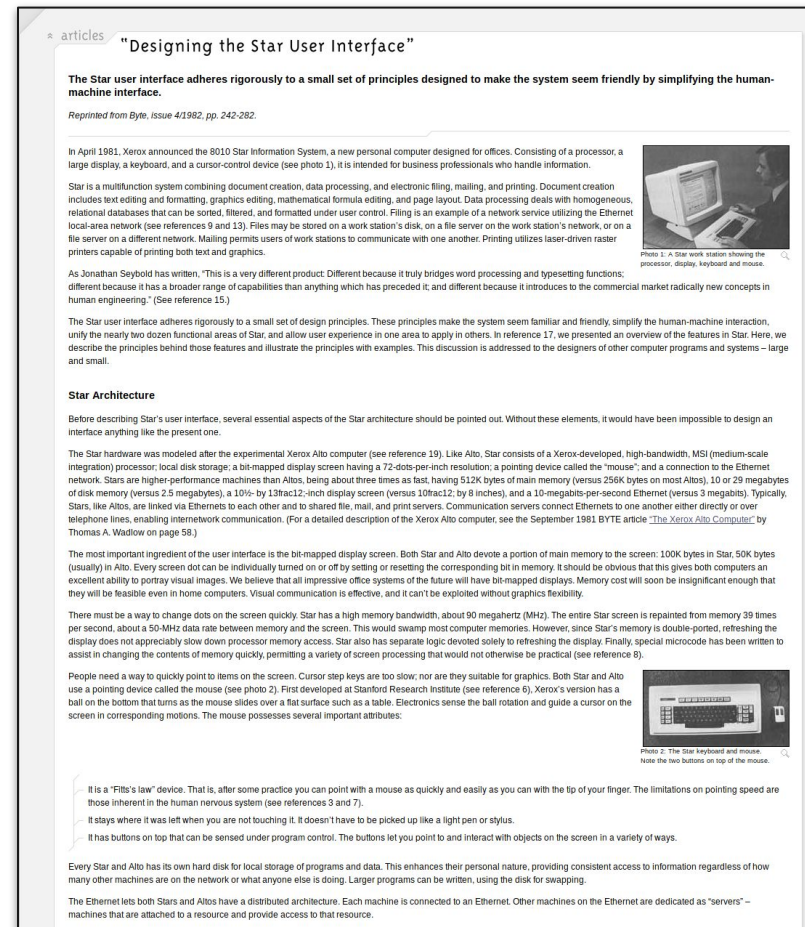 articles
"Designing the Star User Interface"
The Star user interface adheres rigorously to a small set of principles designed to make the system seem friendly by simplifying the human-
machine interface.
Reprinted from Byte, issue 4/1982, pp. 242-282.
In April 1981, Xerox announced the 8010 Star Information System, a new personal computer designed for offices. Consisting of a processor, a
large display, a keyboard, and a cursor-control device (see photo 1), it is intended for business professionals who handle information.
Star is a multifunction system combining document creation, data processing, and electronic filing, mailing, and printing. Document creation
includes text editing and formatting, graphics editing, mathematical formula editing, and page layout. Data processing deals with homogeneous,
relational databases that can be sorted, filtered, and formatted under user control. Filing is an example of a network service utilizing the Ethernet
local-area network (see references 9 and 13). Files may be stored on a work station's disk, on a file server on the work station's network, or on a
file server on a different network. Mailing permits users of work stations to communicate with one another. Printing utilizes laser-driven raster
printers capable of printing both text and graphics.
Photo 1: A Star work station showing the
processor, display, keyboard and mouse.
As Jonathan Seybold has written, "This is a very different product: Different because it truly bridges word processing and typesetting functions;
different because it has a broader range of capabilities than anything which has preceded it; and different because it introduces to the commercial market radically new concepts in
human engineering." (See reference 15.)
The Star user interface adheres rigorously to a small set of design principles. These principles make the system seem familiar and friendly, simplify the human-machine interaction,
unify the nearly two dozen functional areas of Star, and allow user experience in one area to apply in others. In reference 17, we presented an overview of the features in Star. Here, we
describe the principles behind those features and illustrate the principles with examples. This discussion is addressed to the designers of other computer programs and systems – large
and small.
Star Architecture
Before describing Star's user interface, several essential aspects of the Star architecture should be pointed out. Without these elements, it would have been impossible to design an
interface anything like the present one.
The Star hardware was modeled after the experimental Xerox Alto computer (see reference 19). Like Alto, Star consists of a Xerox-developed, high-bandwidth, MSI (medium-scale
integration) processor; local disk storage; a bit-mapped display screen having a 72-dots-per-inch resolution; a pointing device called the "mouse"; and a connection to the Ethernet
network. Stars are higher-performance machines than Altos, being about three times as fast, having 512K bytes of main memory (versus 256K bytes on most Altos), 10 or 29 megabytes
of disk memory (versus 2.5 megabytes), a 10½- by 13frac12;-inch display screen (versus 10frac12; by 8 inches), and a 10-megabits-per-second Ethernet (versus 3 megabits). Typically,
Stars, like Altos, are linked via Ethernets to each other and to shared file, mail, and print servers. Communication servers connect Ethernets to one another either directly or over
telephone lines, enabling internetwork communication. (For a detailed description of the Xerox Alto computer, see the September 1981 BYTE article "The Xerox Alto Computer" by
Thomas A. Wadlow on page 58.)
The most important ingredient of the user interface is the bit-mapped display screen. Both Star and Alto devote a portion of main memory to the screen: 100K bytes in Star, 50K bytes
(usually) in Alto. Every screen dot can be individually turned on or off by setting or resetting the corresponding bit in memory. It should be obvious that this gives both computers an
excellent ability to portray visual images. We believe that all impressive office systems of the future will have bit-mapped displays. Memory cost will soon be insignificant enough that
they will be feasible even in home computers. Visual communication is effective, and it can't be exploited without graphics flexibility.
There must be a way to change dots on the screen quickly. Star has a high memory bandwidth, about 90 megahertz (MHz). The entire Star screen is repainted from memory 39 times
per second, about a 50-MHz data rate between memory and the screen. This would swamp most computer memories. However, since Star's memory is double-ported, refreshing the
display does not appreciably slow down processor memory access. Star also has separate logic devoted solely to refreshing the display. Finally, special microcode has been written to
assist in changing the contents of memory quickly, permitting a variety of screen processing that would not otherwise be practical (see reference 8).
People need a way to quickly point to items on the screen. Cursor step keys are too slow; nor are they suitable for graphics. Both Star and Alto
use a pointing device called the mouse (see photo 2). First developed at Stanford Research Institute (see reference 6), Xerox's version has a
ball on the bottom that turns as the mouse slides over a flat surface such as a table. Electronics sense the ball rotation and guide a cursor on the
screen in corresponding motions. The mouse possesses several important attributes:
Photo 2: The Star keyboard and mouse.
Note the two buttons on top of the mouse.
It is a "Fitts's law" device. That is, after some practice you can point with a mouse as quickly and easily as you can with the tip of your finger. The limitations on pointing speed are
those inherent in the human nervous system (see references 3 and 7).
It stays where it was left when you are not touching it. It doesn't have to be picked up like a light pen or stylus.
It has buttons on top that can be sensed under program control. The buttons let you point to and interact with objects on the screen in a variety of ways.
Every Star and Alto has its own hard disk for local storage of programs and data. This enhances their personal nature, providing consistent access to information regardless of how
many other machines are on the network or what anyone else is doing. Larger programs can be written, using the disk for swapping.
The Ethernet lets both Stars and Altos have a distributed architecture. Each machine is connected to an Ethernet. Other machines on the Ethernet are dedicated as "servers" –
machines that are attached to a resource and provide access to that resource.